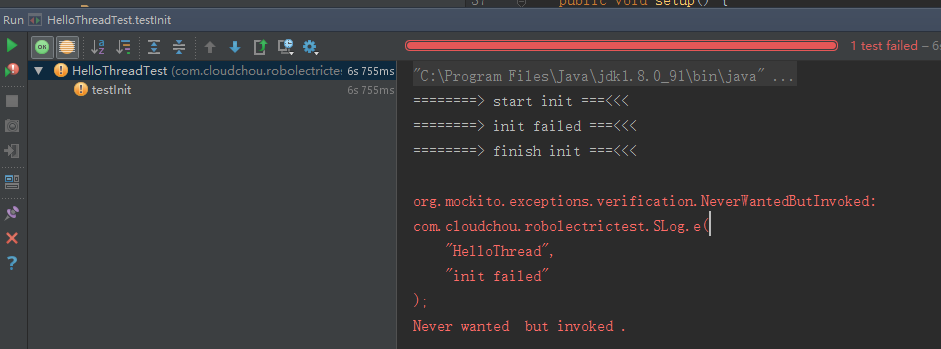 37 public void setup() {
Run HelloThreadTest.testInit
1 test failed – 6s
HelloThreadTest (com.cloudchou.robolectrictes 6s 755ms
testInit 6s 755ms
"C:\Program Files\Java\jdk1.8.0_91\bin\java" ...
========> start init ===<<<
========> init failed ===<<<
========> finish init ===<<<
org.mockito.exceptions.verification.NeverWantedButInvoked:
com.cloudchou.robolectrictest.SLog.e(
"HelloThread",
"init failed"
);
Never wanted but invoked .